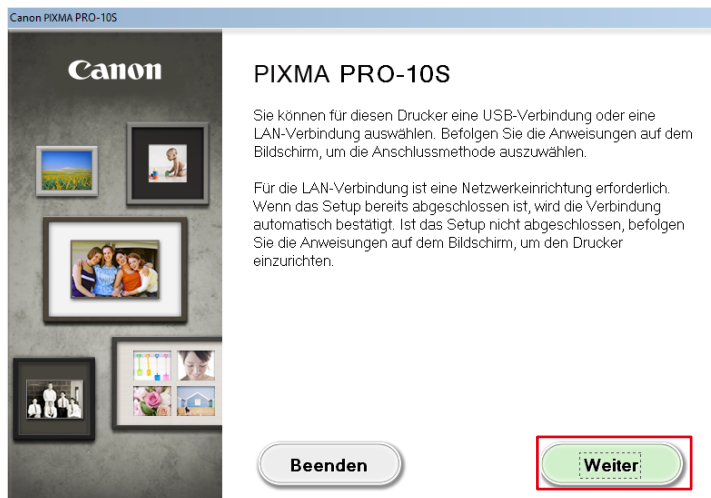 Canon PIXMA PRO-10S
Canon
PIXMA PRO-10S
Sie können für diesen Drucker eine USB-Verbindung oder eine
LAN-Verbindung auswählen. Befolgen Sie die Anweisungen auf dem
Bildschirm, um die Anschlussmethode auszuwählen.
Für die LAN-Verbindung ist eine Netzwerkeinrichtung erforderlich.
Wenn das Setup bereits abgeschlossen ist, wird die Verbindung
automatisch bestätigt. Ist das Setup nicht abgeschlossen, befolgen
Sie die Anweisungen auf dem Bildschirm, um den Drucker
einzurichten.
Beenden
Weiter